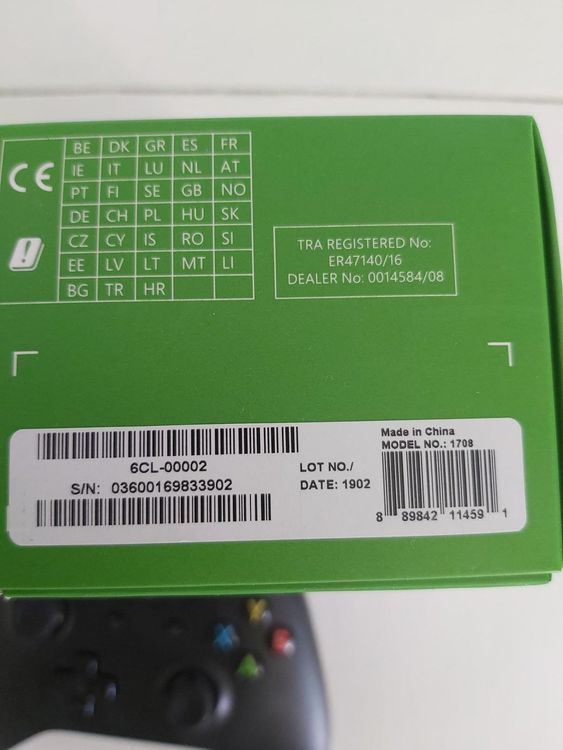 CE
BE DK GR ES FR
IE IT LU NL AT
PT FI SE GB NO
DE CH PL HU SK
CZ CY IS RO SI
EE LV LT MT LI
BG TR HR
TRA REGISTERED No:
ER47140/16
DEALER No: 0014584/08
6CL-00002
S/N: 03600169833902
LOT NO./
DATE: 1902
Made in China
MODEL NO.: 1708
8 89842 11459 1
Y
X
B
A